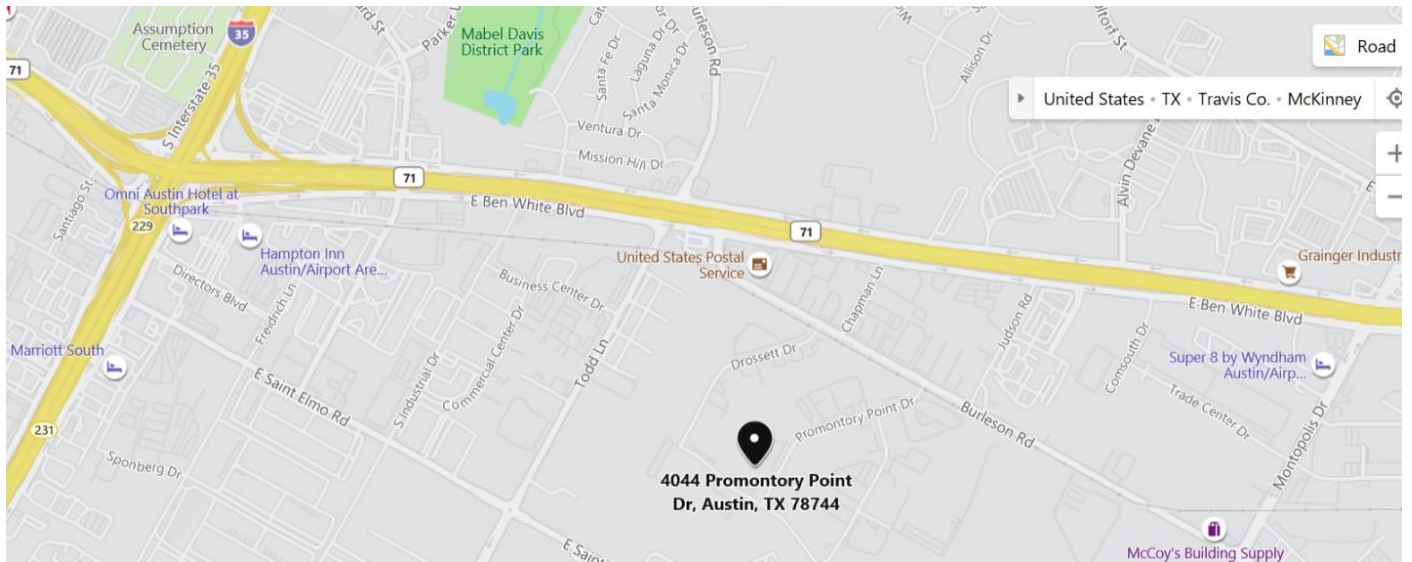 Assumption
Cemetery
35
71
S Interstate 35
Parker L
Mabel Davis
District Park
Santa Fe Dr
Laguna Dr
Santa Monica Dr
Burleson Rd
Ventura Dr
Mission Hill Dr
Allison Dr
oltorf St
Road
United States • TX • Travis Co. • McKinney
Alvin Devane
71
E Ben White Blvd
71
Santiago St
Omni Austin Hotel at
Southpark
229
Hampton Inn
Austin/Airport Are...
Directors Blvd
Freidrich Ln
Business Center Dr
Commercial Center Dr
S Industrial Dr
Todd Ln
United States Postal
Service
Chapman Ln
Judson Rd
Grainger Industr
E Ben White Blvd
Marriott South
E Saint Elmo Rd
Drossett Dr
Promontory Point Dr
Burleson Rd
Comsouth Dr
Super 8 by Wyndham
Austin/Airp...
Trade Center Dr
Montopolis Dr
231
Sponberg Dr
4044 Promontory Point
Dr, Austin, TX 78744
E Sain
McCoy's Building Supply